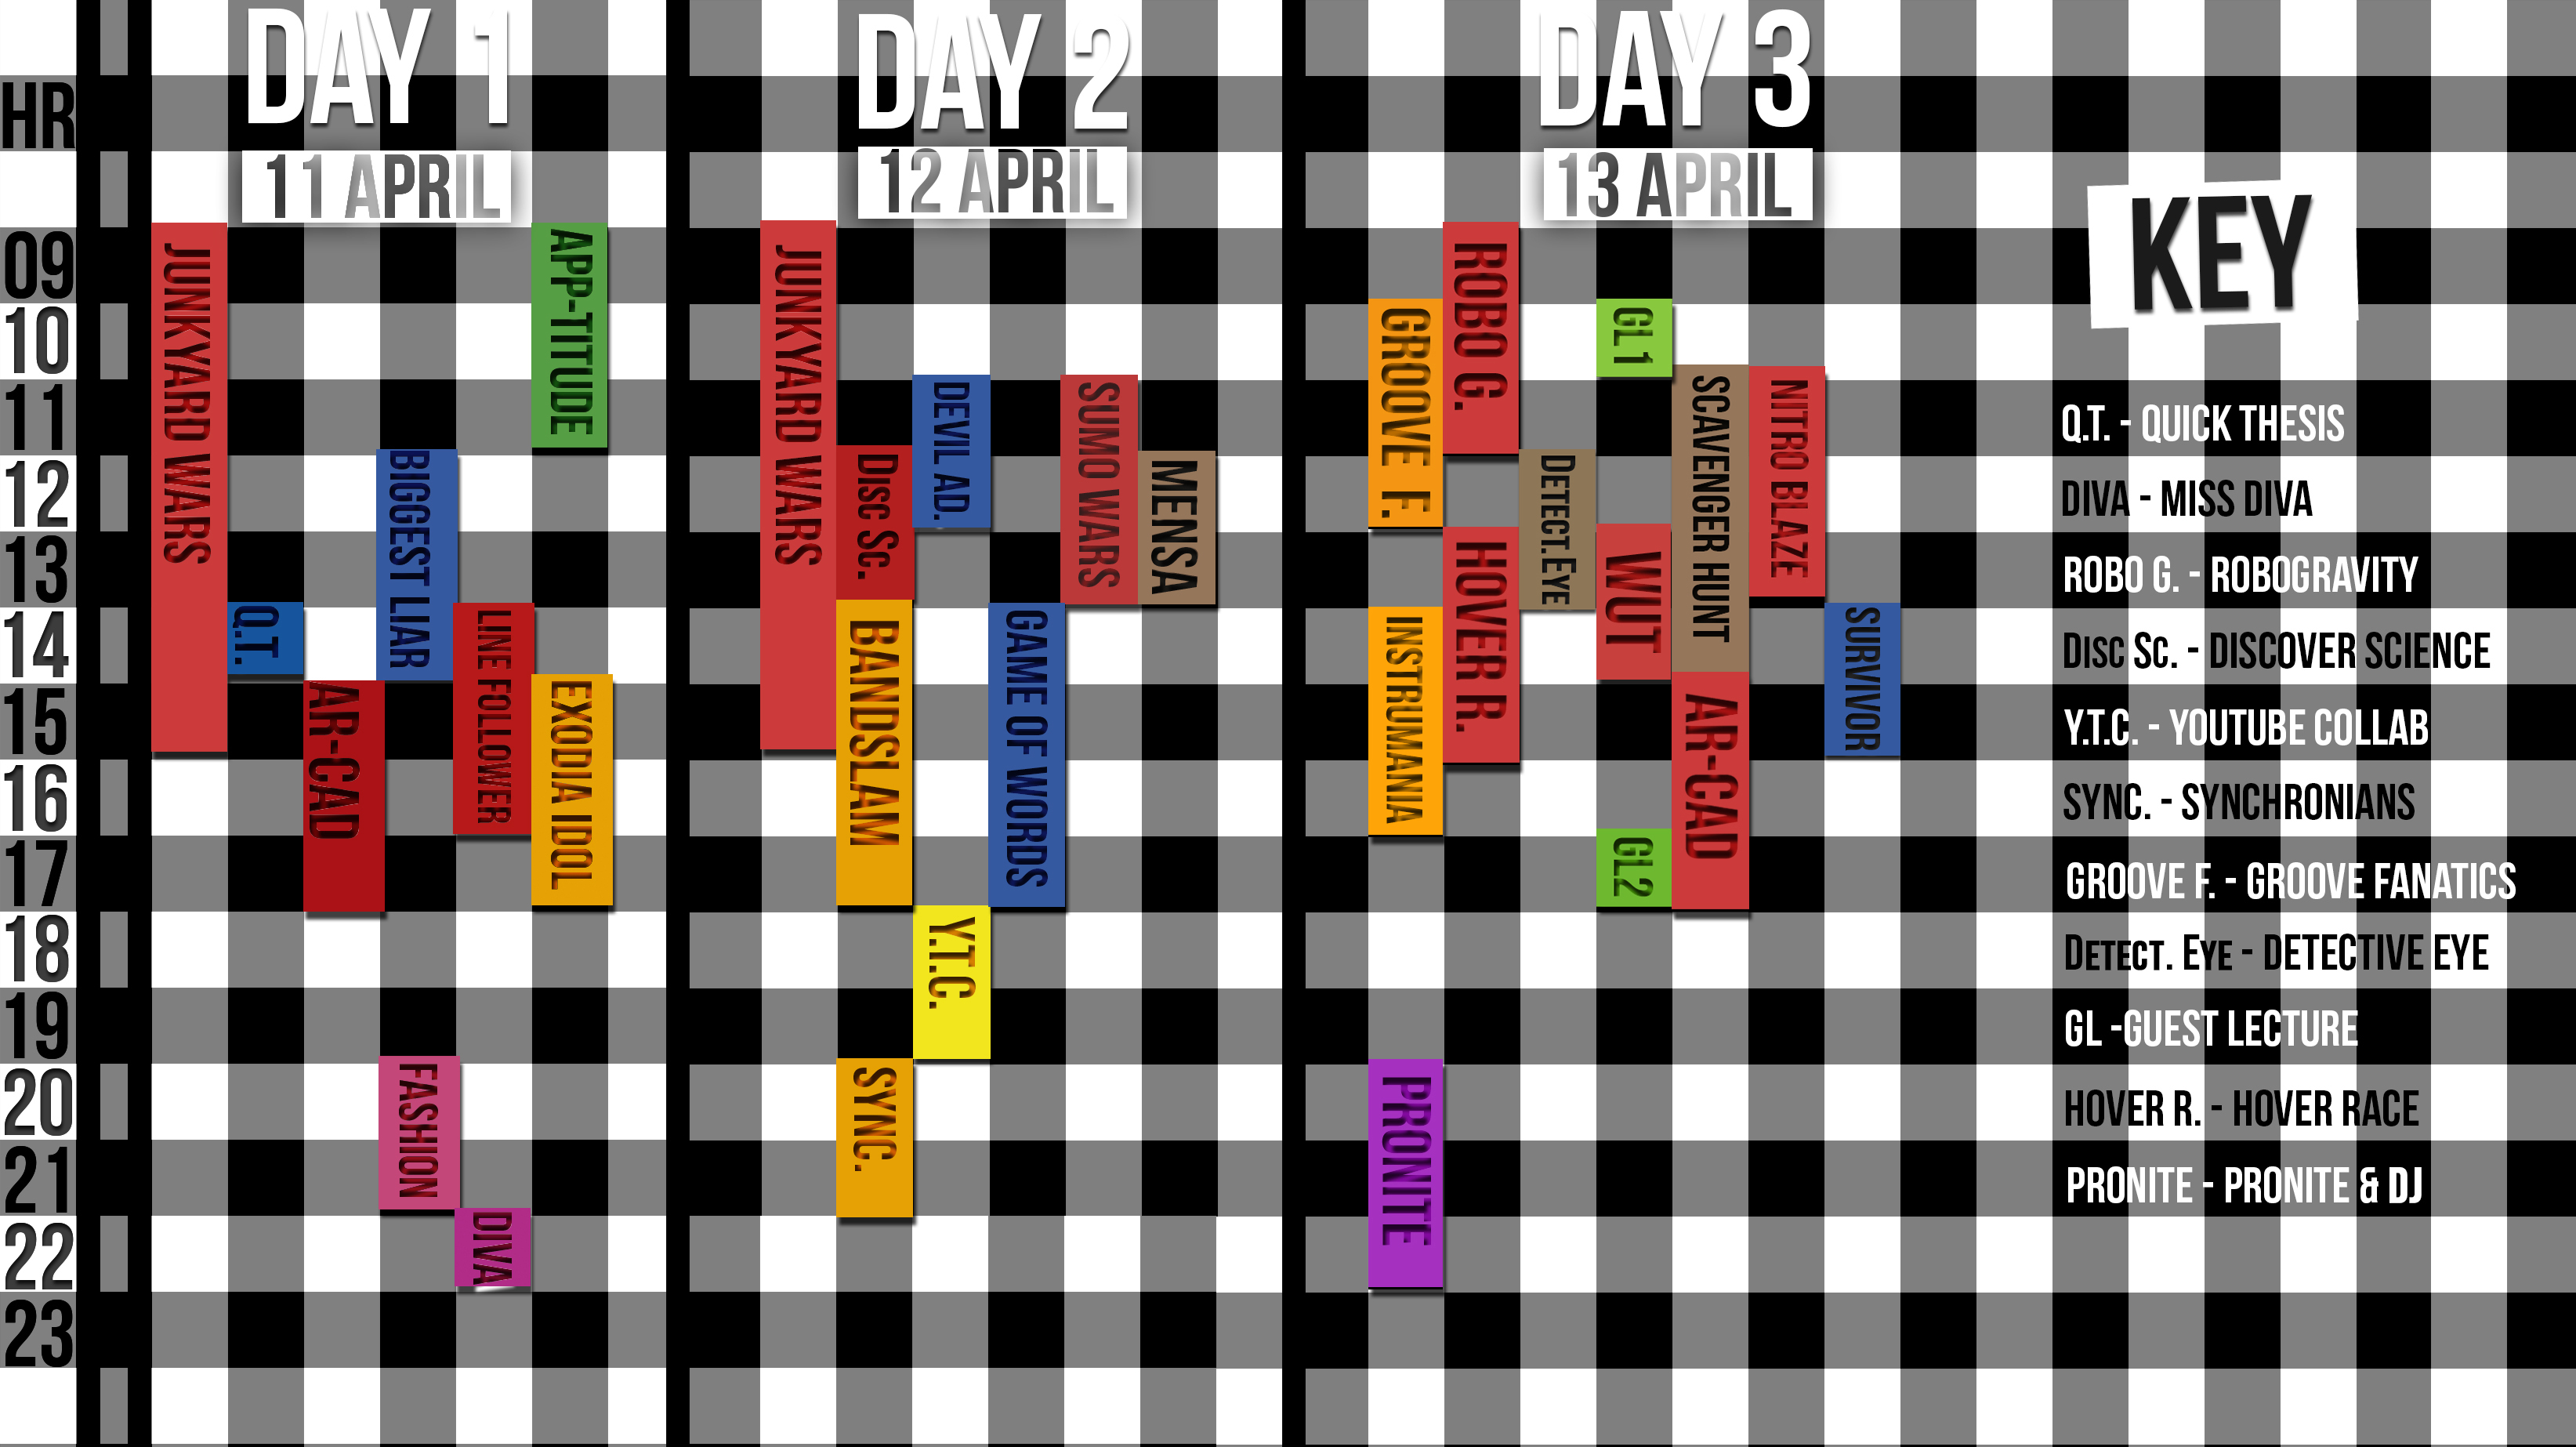 DAY 1
DAY 2
DAY 3
HR
11 APRIL
12 APRIL
13 APRIL
KEY
09
10
11
12
13
14
15
16
17
18
19
20
21
22
23
JUNKYARD WARS
Q.T.
AR-CAD
BIGGEST LIAR
LINE FOLLOWER
APP-TITUDE
EXODIA IDOL
FASHION
DIVA
JUNKYARD WARS
Disc Sc.
BANDSLAM
SYNC.
DEVIL AD.
Y.T.C.
GAME OF WORDS
SUMO WARS
MENSA
GROOVE F.
INSTRUMANIA
PRONITE
ROBO G.
HOVER R.
DETECT.EYE
GL 1
WUT
GL2
SCAVENGER HUNT
AR-CAD
NITRO BLAZE
SURVIVOR
Q.T. - QUICK THESIS
DIVA - MISS DIVA
ROBO G. - ROBOGRAVITY
Disc Sc. - DISCOVER SCIENCE
Y.T.C. - YOUTUBE COLLAB
SYNC. - SYNCHRONIANS
GROOVE F. - GROOVE FANATICS
Detect. Eye - DETECTIVE EYE
GL -GUEST LECTURE
HOVER R. - HOVER RACE
PRONITE - PRONITE & DJ